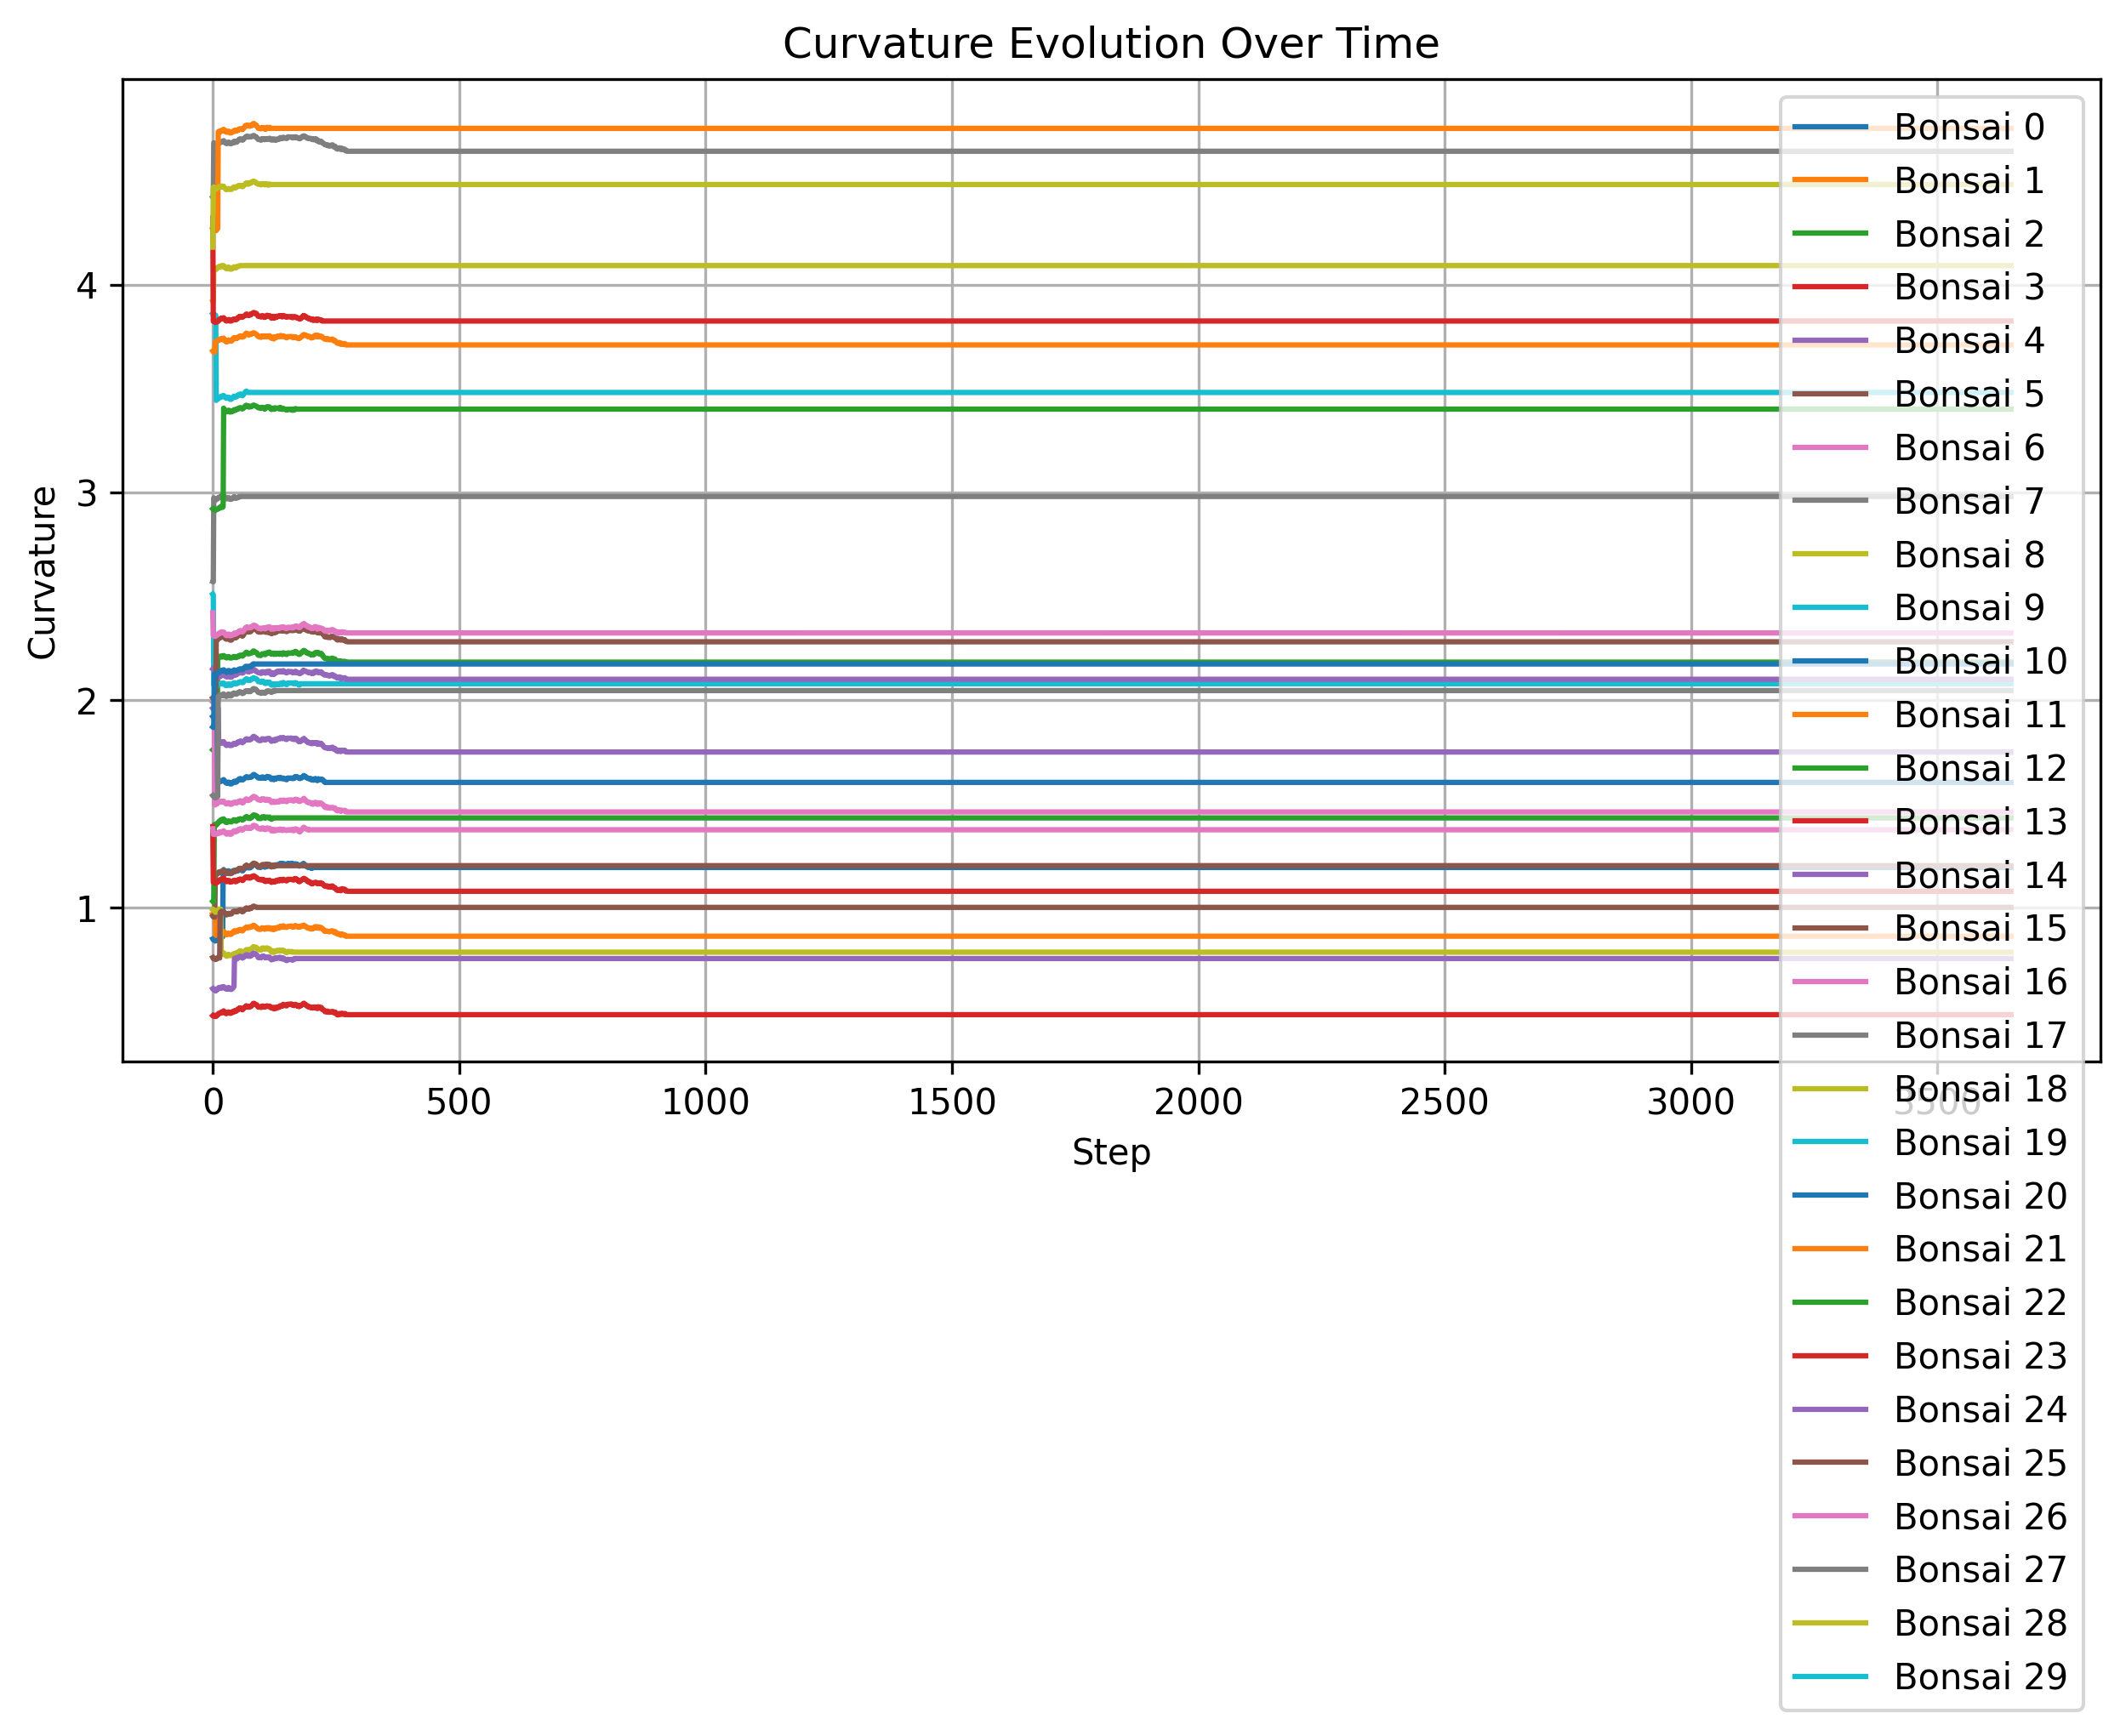 Curvature Evolution Over Time
Curvature
4
3
2
1
0
500
1000
1500
2000
2500
3000
3500
Step
Bonsai 0
Bonsai 1
Bonsai 2
Bonsai 3
Bonsai 4
Bonsai 5
Bonsai 6
Bonsai 7
Bonsai 8
Bonsai 9
Bonsai 10
Bonsai 11
Bonsai 12
Bonsai 13
Bonsai 14
Bonsai 15
Bonsai 16
Bonsai 17
Bonsai 18
Bonsai 19
Bonsai 20
Bonsai 21
Bonsai 22
Bonsai 23
Bonsai 24
Bonsai 25
Bonsai 26
Bonsai 27
Bonsai 28
Bonsai 29